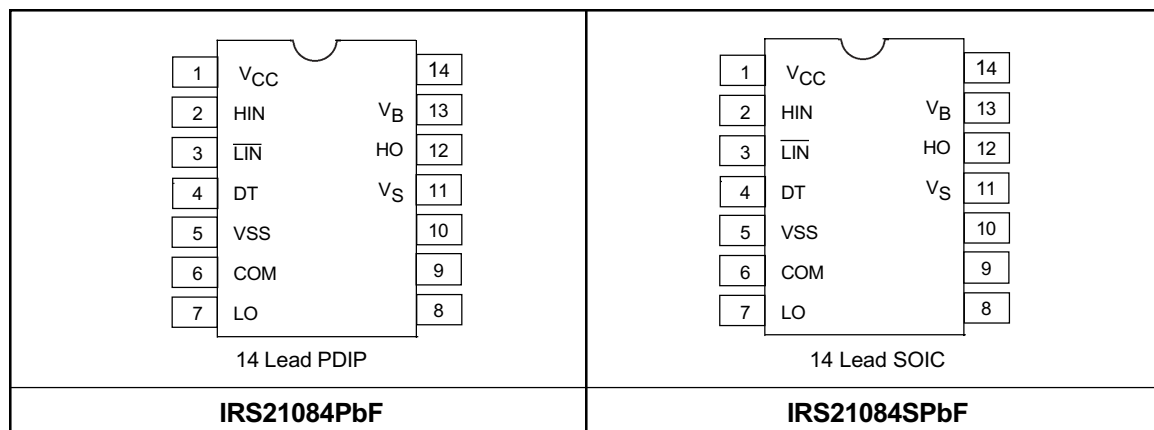 1 VCC 14
2 HIN VB 13
3 LIN HO 12
4 DT VS 11
5 VSS 10
6 COM 9
7 LO 8
14 Lead PDIP
IRS21084PbF
1 VCC 14
2 HIN VB 13
3 LIN HO 12
4 DT VS 11
5 VSS 10
6 COM 9
7 LO 8
14 Lead SOIC
IRS21084SPbF